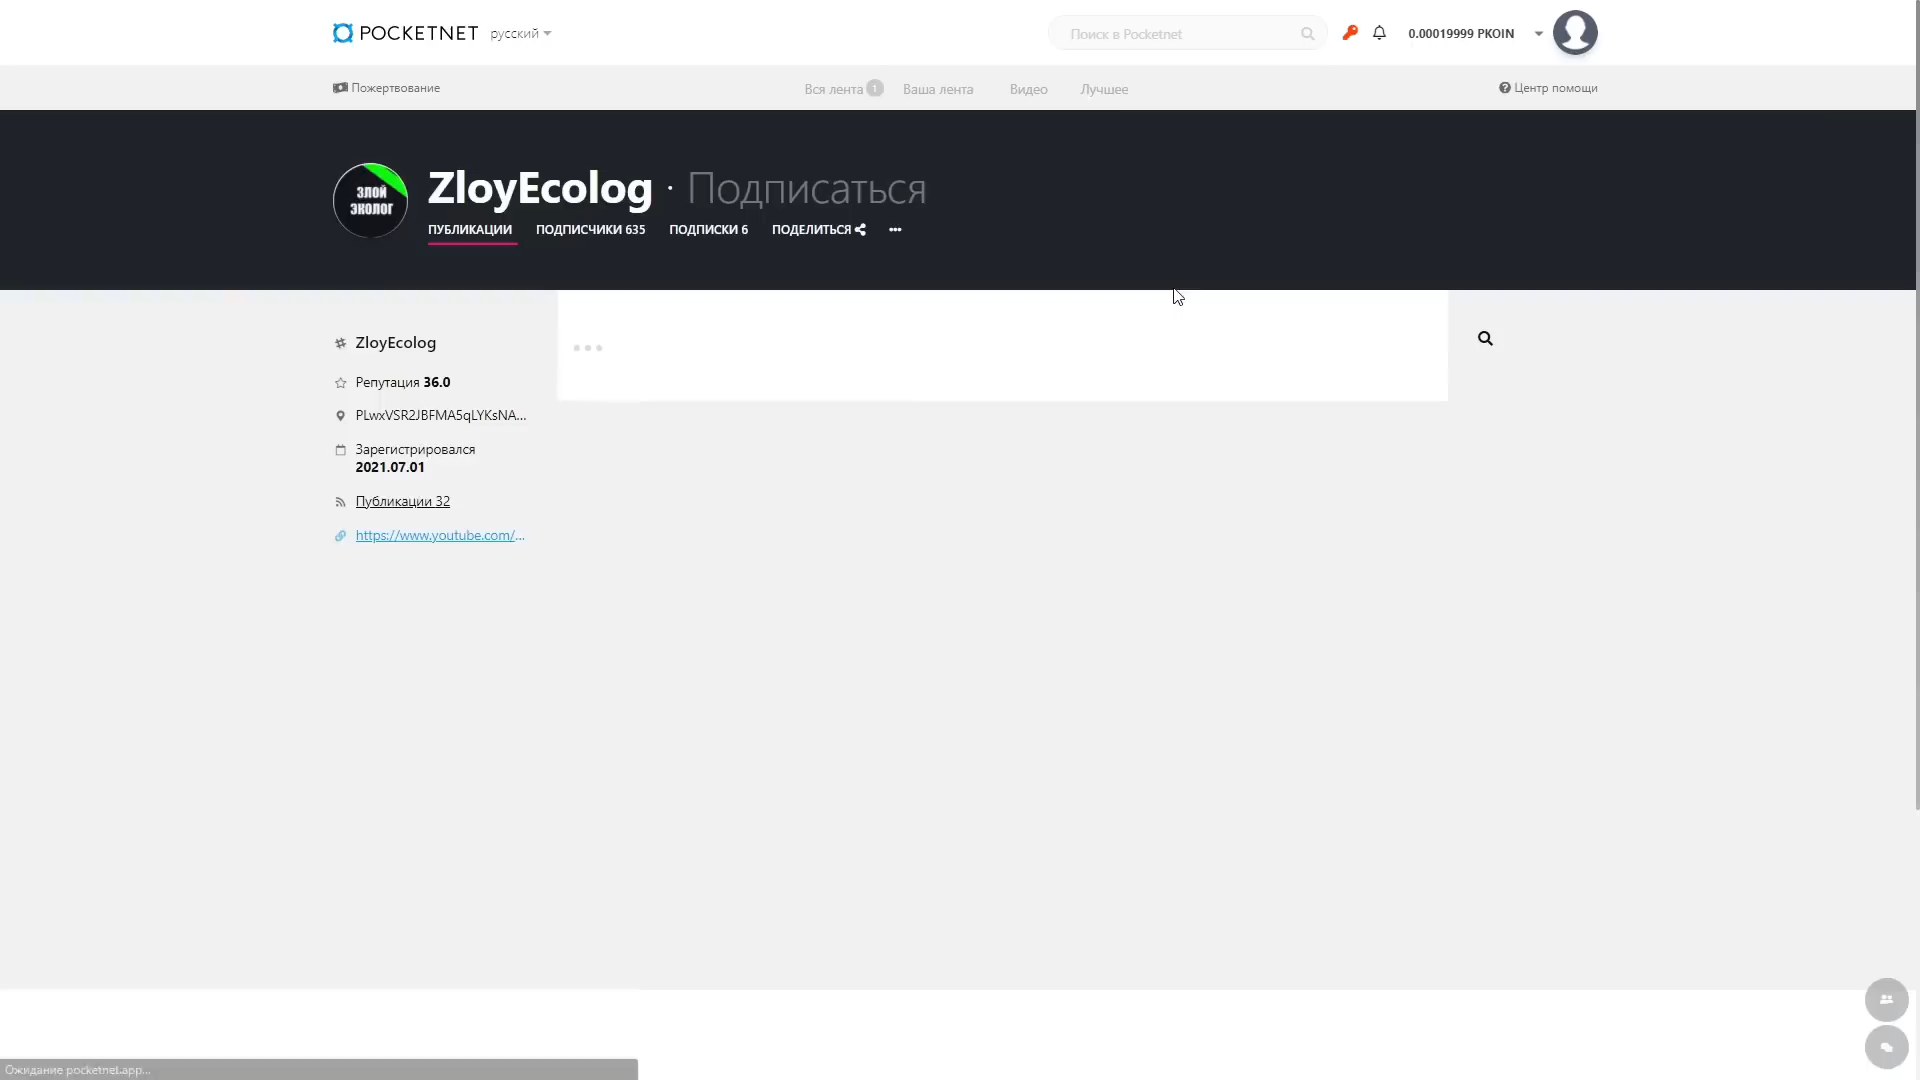 POCKETNET русский
Поиск в Pocketnet
0.00019999 PKOIN
Пожертвование
Вся лента 1 Ваша лента Видео Лучшее
Центр помощи
ЗЛОЙ
ЭКОЛОГ
ZloyEcolog · Подписаться
ПУБЛИКАЦИИ ПОДПИСЧИКИ 635 ПОДПИСКИ 6 ПОДЕЛИТЬСЯ
ZloyEcolog
Репутация 36.0
PLwxVSR2JBFMA5qLYKsNA...
Зарегистрировался
2021.07.01
Публикации 32
https://www.youtube.com/...
Ожидание pocketnet.app...